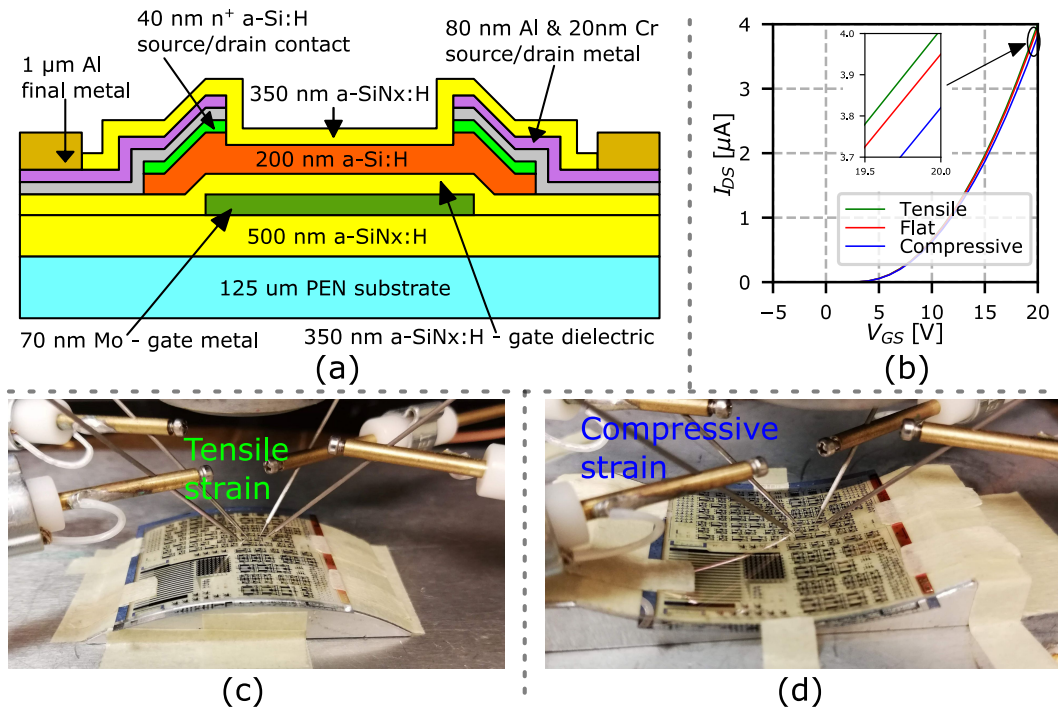 40 nm n⁺ a-Si:H
source/drain contact
80 nm Al & 20nm Cr
source/drain metal
1 µm Al
final metal
350 nm a-SiNx:H
200 nm a-Si:H
500 nm a-SiNx:H
125 um PEN substrate
70 nm Mo - gate metal
350 nm a-SiNx:H - gate dielectric
(a)
I_DS [µA]
4
3
2
1
0
4.0
3.9
3.8
3.7
19.5
20.0
Tensile
Flat
Compressive
−5
0
5
10
15
20
V_GS [V]
(b)
Tensile
strain
(c)
Compressive
strain
(d)